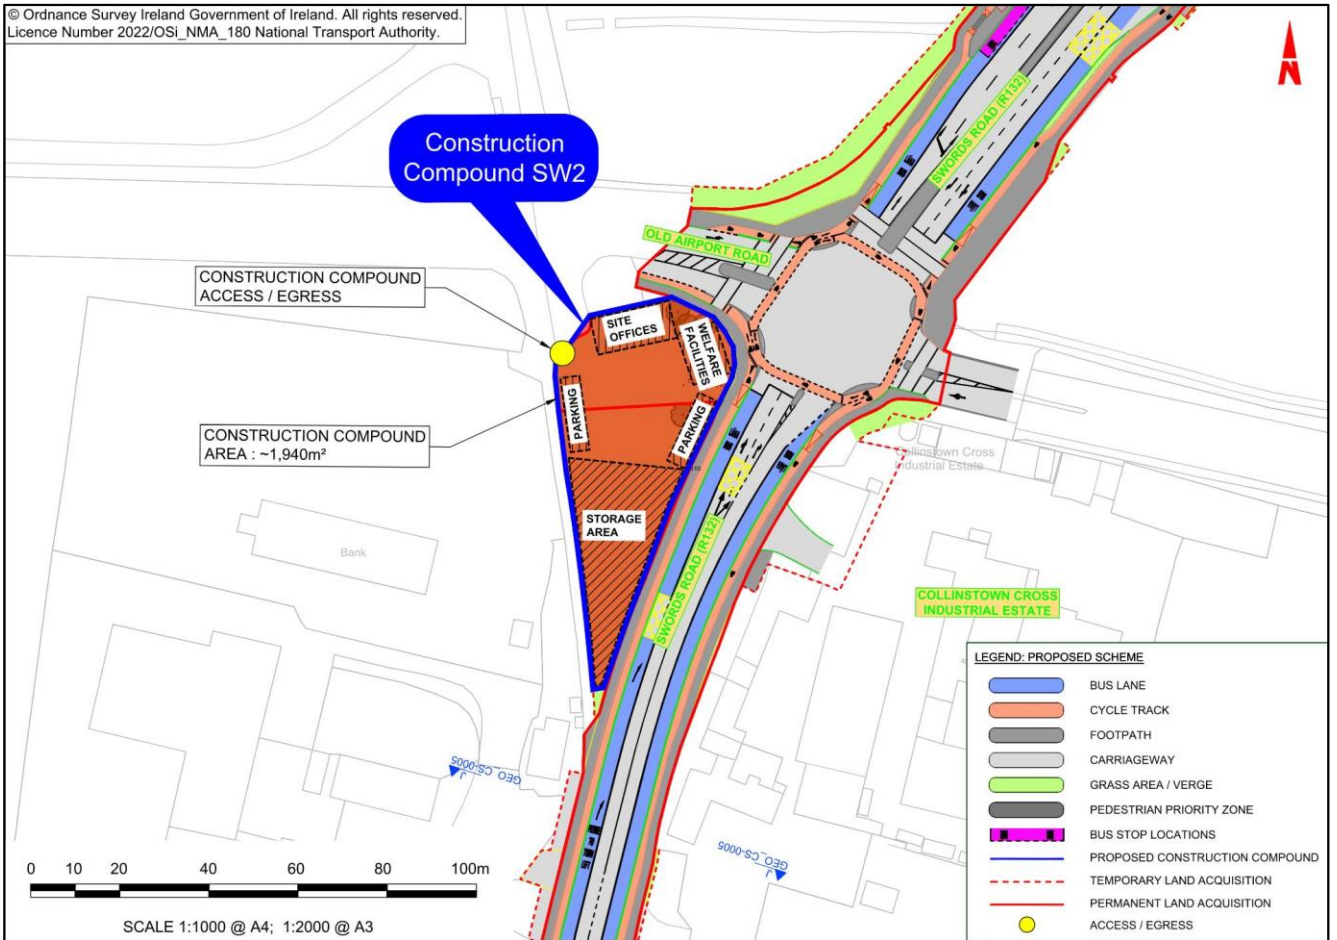 © Ordnance Survey Ireland Government of Ireland. All rights reserved.
Licence Number 2022/OSi_NMA_180 National Transport Authority.
N
Construction
Compound SW2
SWORDS ROAD (R132)
OLD AIRPORT ROAD
CONSTRUCTION COMPOUND
ACCESS / EGRESS
SITE
OFFICES
WELFARE
FACILITIES
PARKING
PARKING
CONSTRUCTION COMPOUND
AREA : ~1,940m²
Collinstown Cross
Industrial Estate
STORAGE
AREA
Bank
SWORDS ROAD (R132)
COLLINSTOWN CROSS
INDUSTRIAL ESTATE
J
GEO_CS-0005
J
GEO_CS-0005
LEGEND: PROPOSED SCHEME
BUS LANE
CYCLE TRACK
FOOTPATH
CARRIAGEWAY
GRASS AREA / VERGE
PEDESTRIAN PRIORITY ZONE
BUS STOP LOCATIONS
PROPOSED CONSTRUCTION COMPOUND
TEMPORARY LAND ACQUISITION
PERMANENT LAND ACQUISITION
ACCESS / EGRESS
0 10 20 40 60 80 100m
SCALE 1:1000 @ A4; 1:2000 @ A3